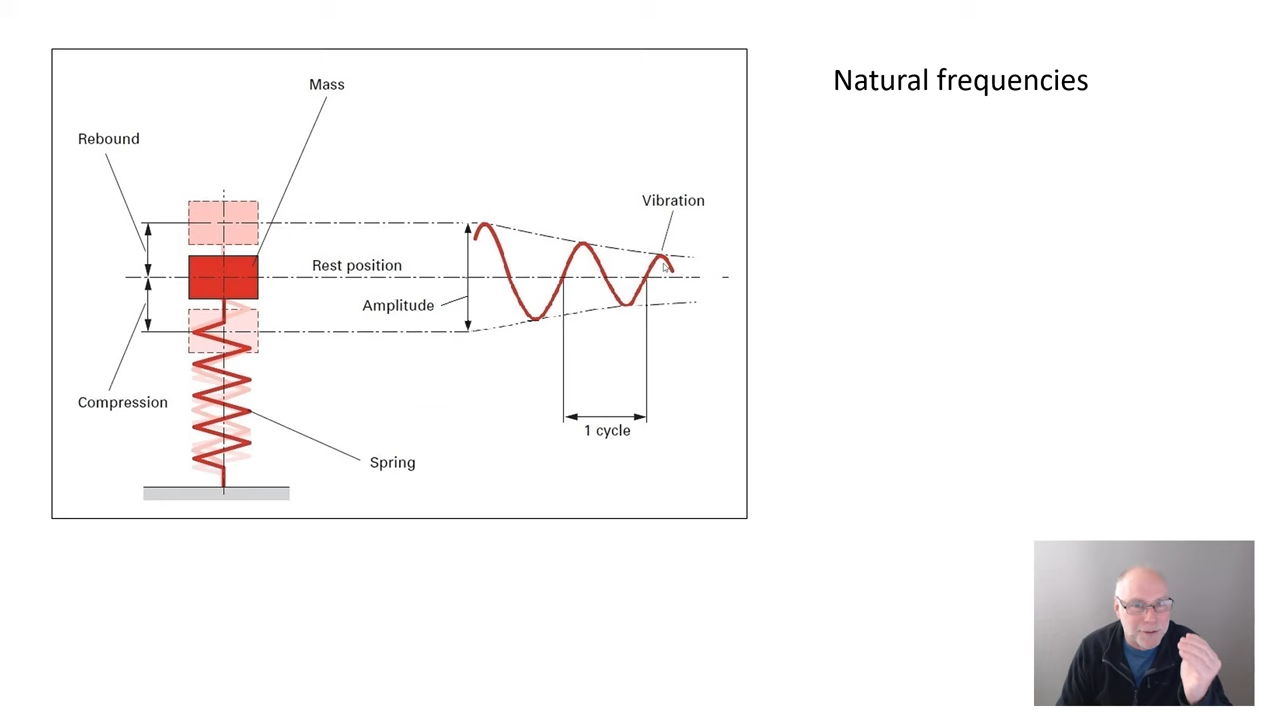 Natural frequencies
Mass
Rebound
Vibration
Rest position
Amplitude
Compression
1 cycle
Spring